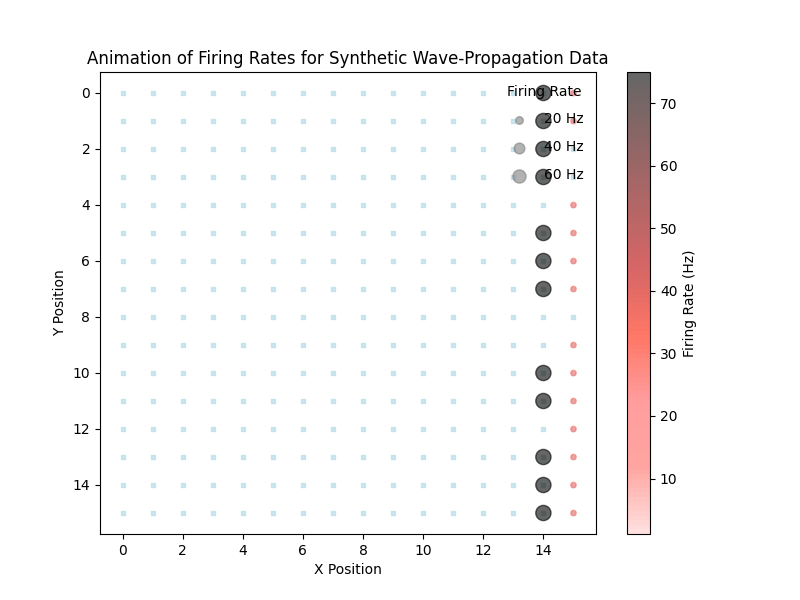 Animation of Firing Rates for Synthetic Wave-Propagation Data
Firing Rate
20 Hz
40 Hz
60 Hz
0
2
4
6
8
10
12
14
Y Position
0
2
4
6
8
10
12
14
X Position
70
60
50
40
30
20
10
Firing Rate (Hz)